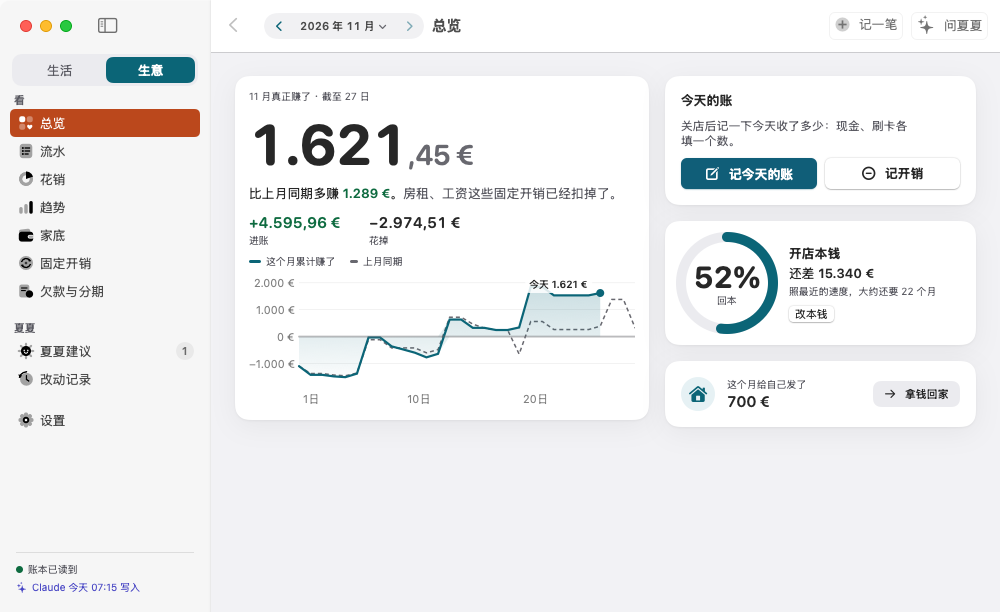 2026 年 11 月
总览
记一笔
问夏夏
生活
生意
看
总览
流水
花销
趋势
家底
固定开销
欠款与分期
夏夏
夏夏建议
1
改动记录
设置
账本已读到
Claude 今天 07:15 写入
11 月真正赚了 · 截至 27 日
1.621,45 €
比上月同期多赚 1.289 €。房租、工资这些固定开销已经扣掉了。
+4.595,96 €
−2.974,51 €
进账
花掉
这个月累计赚了
上月同期
今天 1.621 €
2.000 €
1.000 €
0 €
−1.000 €
1日
10日
20日
今天的账
关店后记一下今天收了多少：现金、刷卡各
填一个数。
记今天的账
记开销
52%
回本
开店本钱
还差 15.340 €
照最近的速度，大约还要 22 个月
改本钱
这个月给自己发了
700 €
拿钱回家